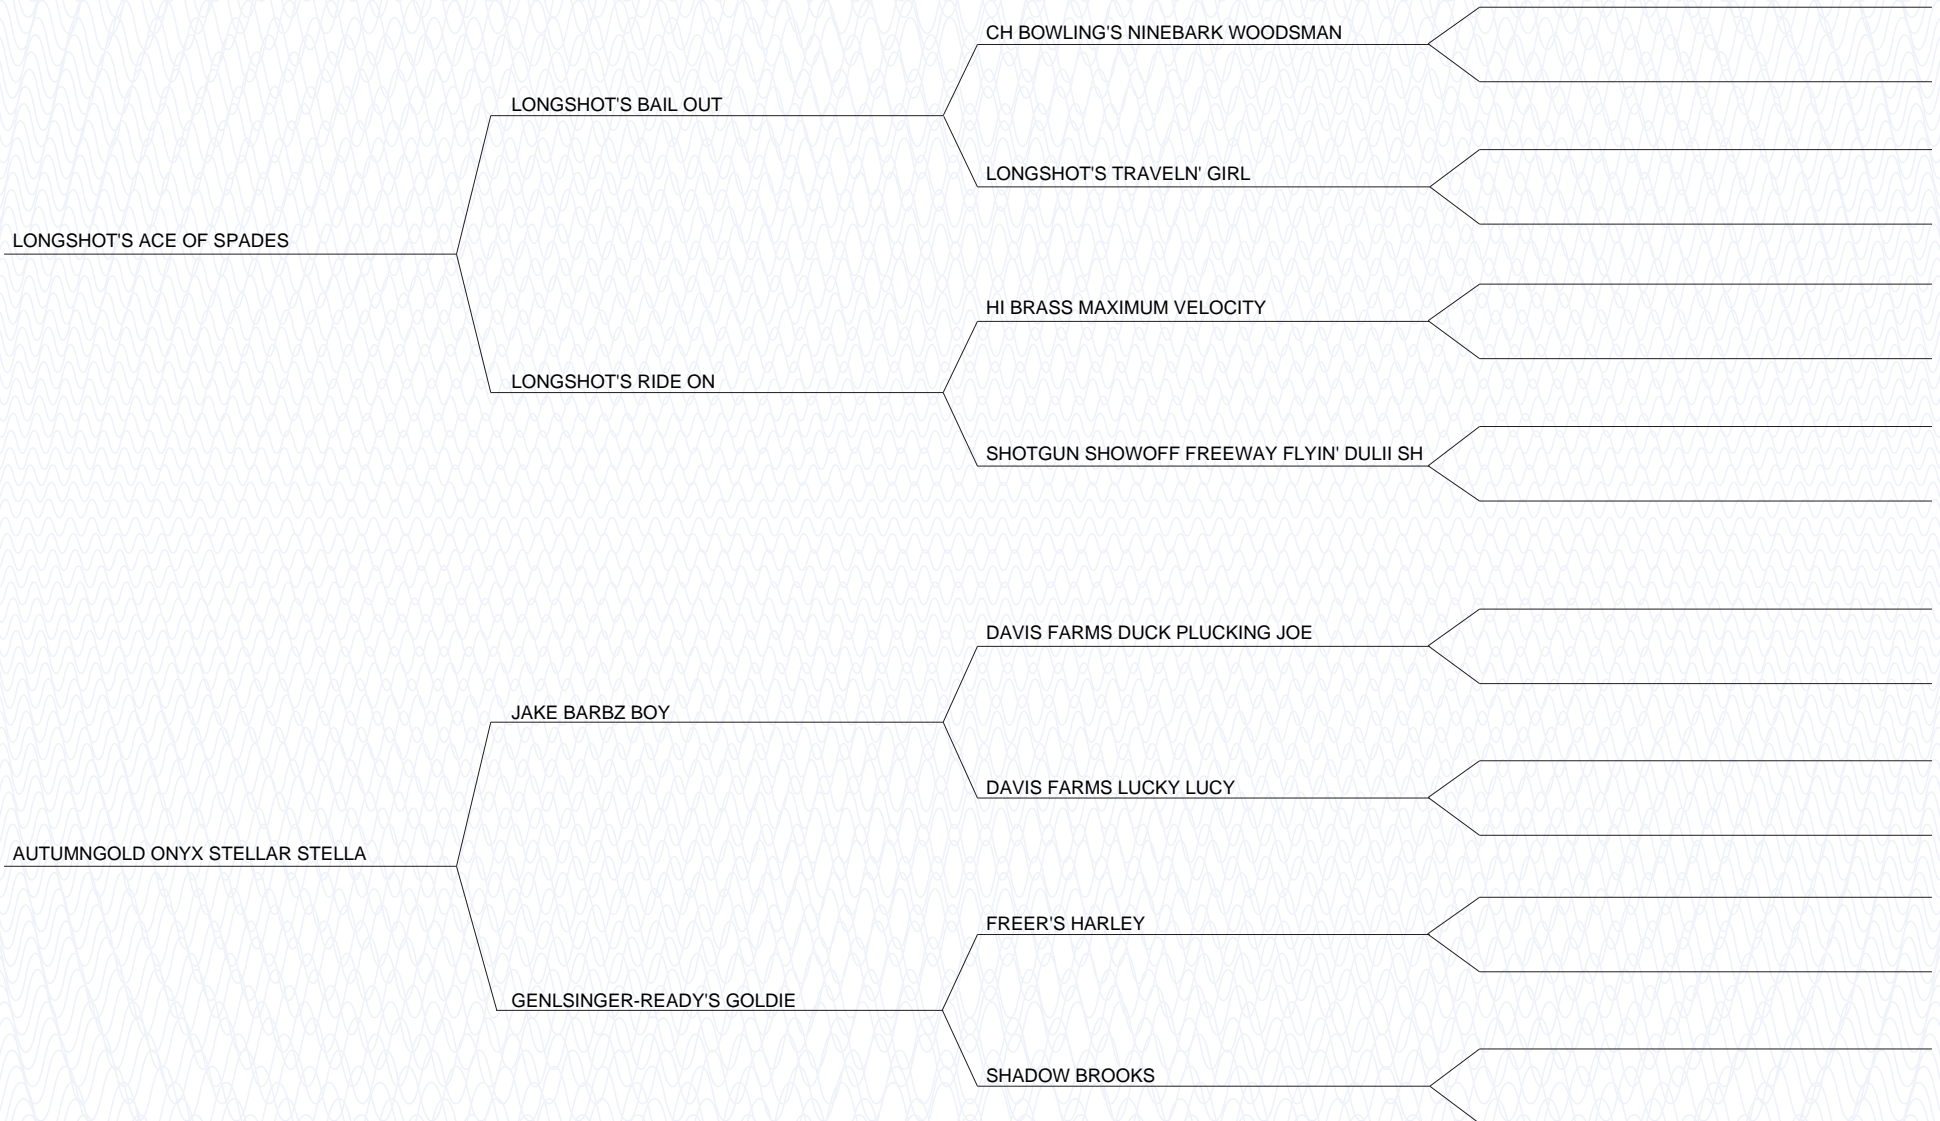 CH BOWLING'S NINEBARK WOODSMAN
LONGSHOT'S BAIL OUT
LONGSHOT'S TRAVELN' GIRL
LONGSHOT'S ACE OF SPADES
HI BRASS MAXIMUM VELOCITY
LONGSHOT'S RIDE ON
SHOTGUN SHOWOFF FREEWAY FLYIN' DULII SH
DAVIS FARMS DUCK PLUCKING JOE
JAKE BARBZ BOY
DAVIS FARMS LUCKY LUCY
AUTUMNGOLD ONYX STELLAR STELLA
FREER'S HARLEY
GENLSINGER-READY'S GOLDIE
SHADOW BROOKS